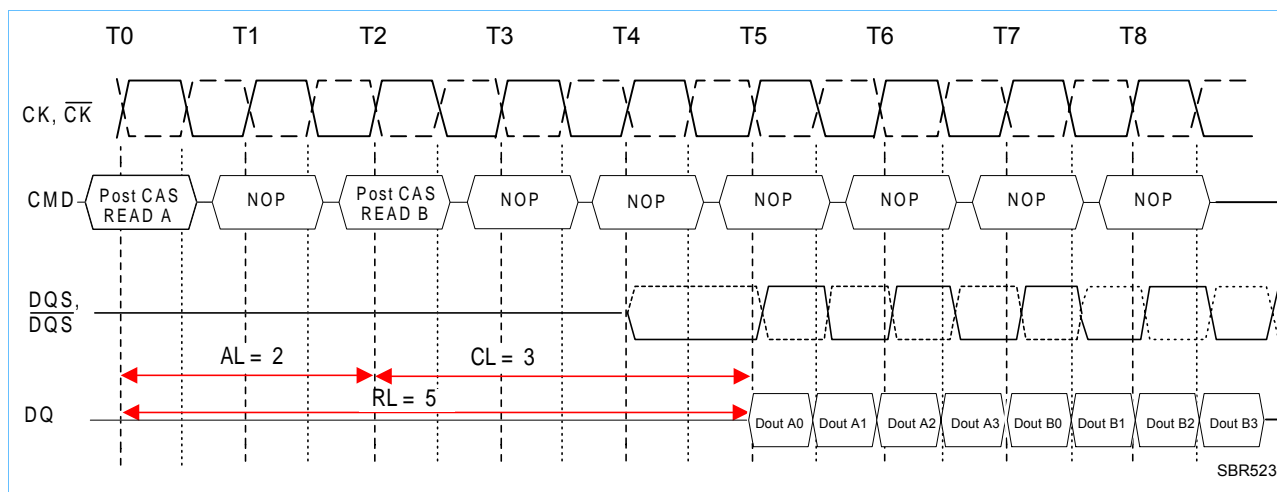 T0 T1 T2 T3 T4 T5 T6 T7 T8
CK, CK
CMD
Post CAS
READ A
NOP
Post CAS
READ B
NOP
NOP
NOP
NOP
NOP
NOP
DQS,
DQS
AL = 2
CL = 3
RL = 5
DQ
Dout A0 Dout A1 Dout A2 Dout A3 Dout B0 Dout B1 Dout B2 Dout B3
SBR523